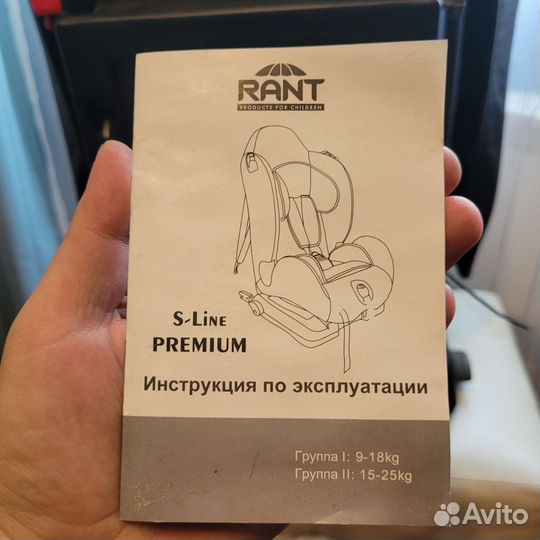 RANT
PRODUCTS FOR CHILDREN
S-LINE
PREMIUM
Инструкция по эксплуатации
Группа I: 9-18kg
Группа II: 15-25kg
Avito